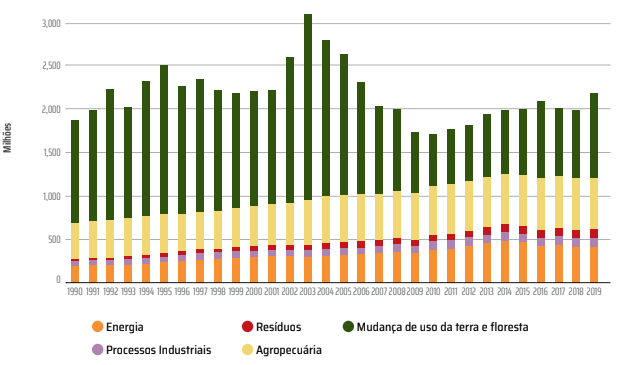 Milhões
3,000
2,500
2,000
1,500
1,000
500
0
1990 1991 1992 1993 1994 1995 1996 1997 1998 1999 2000 2001 2002 2003 2004 2005 2006 2007 2008 2009 2010 2011 2012 2013 2014 2015 2016 2017 2018 2019
Energia Resíduos Mudança de uso da terra e floresta
Processos Industriais Agropecuária